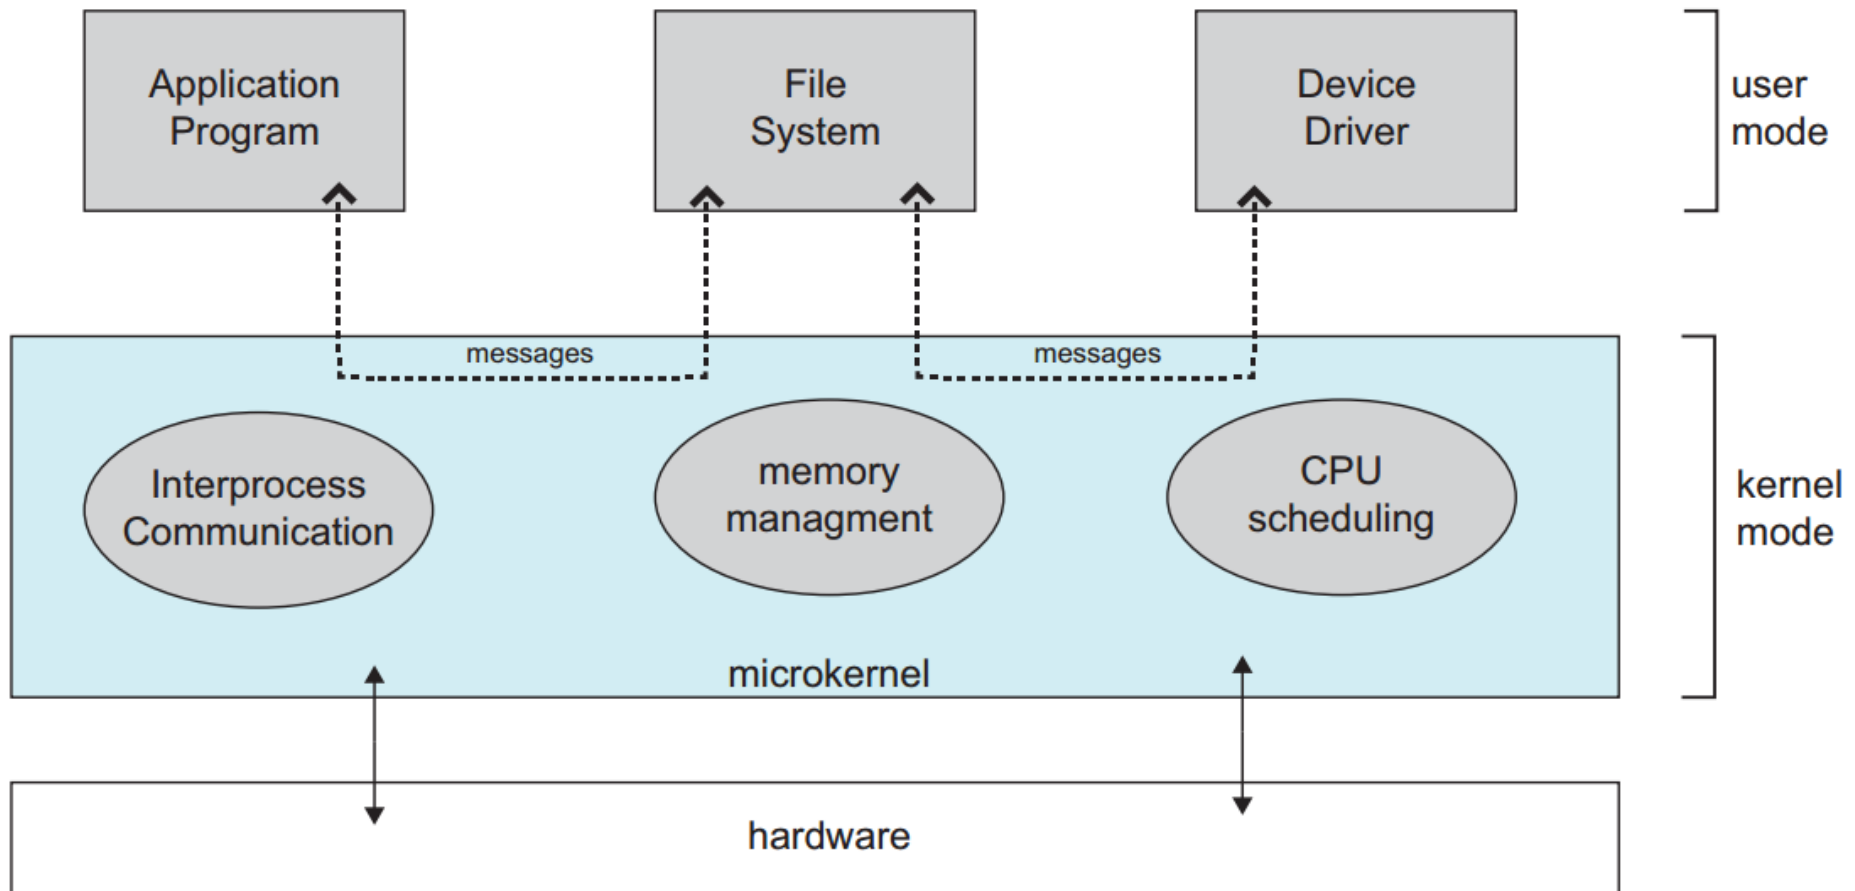 Application
Program
File
System
Device
Driver
user
mode
messages
messages
Interprocess
Communication
memory
managment
CPU
scheduling
kernel
mode
microkernel
hardware